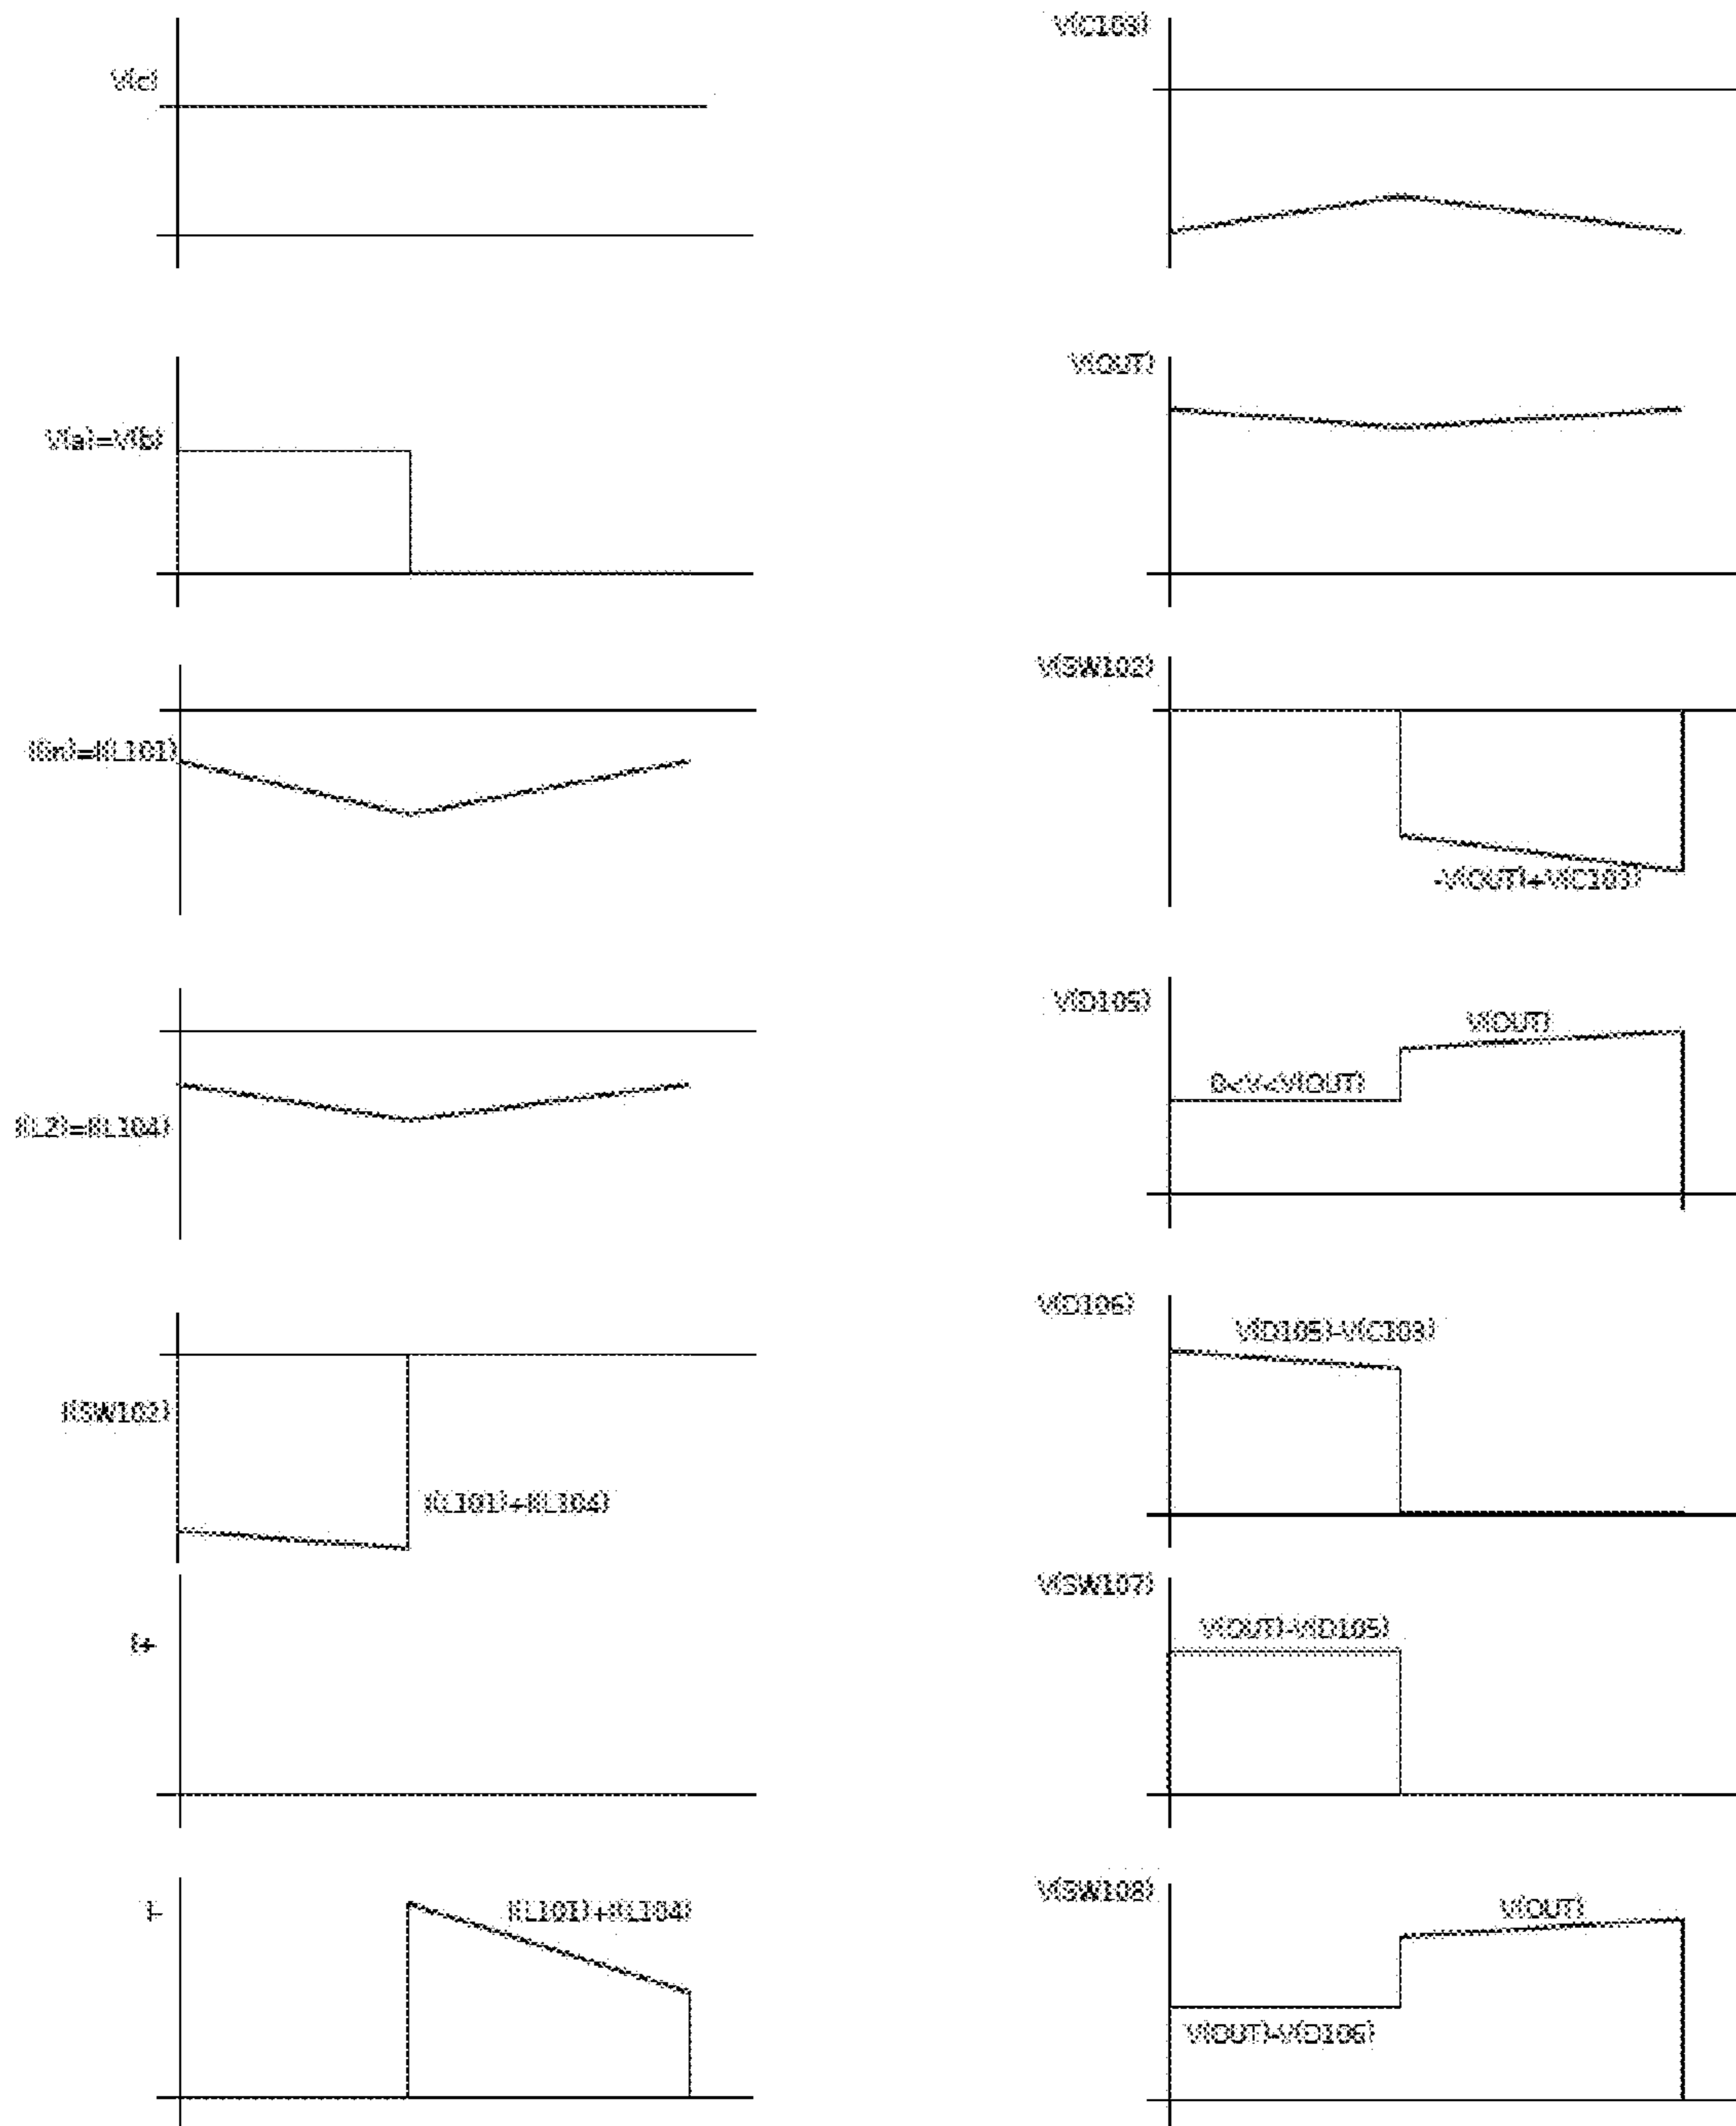 V(c)
V(a)=V(b)
I(in)=I(L101)
I(L2)=I(L104)
I(SW102)
I(L101)+I(L104)
I+
I-
I(L101)+I(L104)
V(C103)
V(OUT)
V(SW102)
-V(OUT)+V(C103)
V(D105)
V(OUT)
0<V<V(OUT)
V(D106)
V(D105)-V(C103)
V(SW107)
V(OUT)-V(D105)
V(SW108)
V(OUT)
V(OUT)-V(D106)